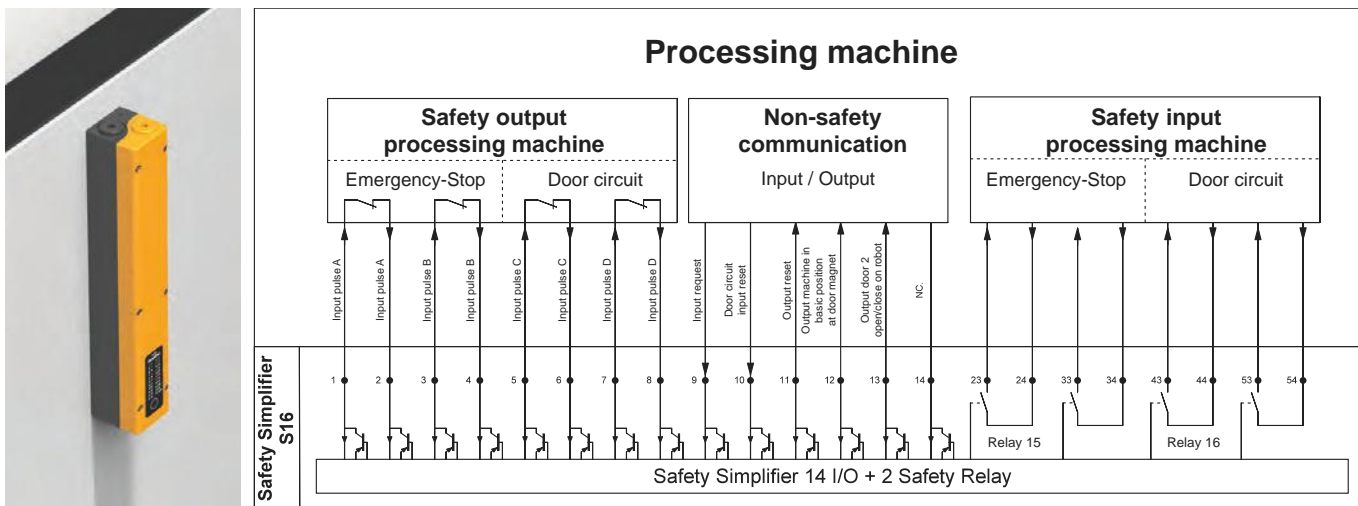 Processing machine
Safety output
processing machine
Emergency-Stop
Door circuit
Non-safety
communication
Input / Output
Safety input
processing machine
Emergency-Stop
Door circuit
Input pulse A
Input pulse A
Input pulse B
Input pulse B
Input pulse C
Input pulse C
Input pulse D
Input pulse D
Input request
Door circuit
input reset
Output reset
Output machine in
basic position
at door magnet
Output door 2
open/close on robot
NC.
Safety Simplifier
S16
1
2
3
4
5
6
7
8
9
10
11
12
13
14
23
24
33
34
43
44
53
54
Relay 15
Relay 16
Safety Simplifier 14 I/O + 2 Safety Relay